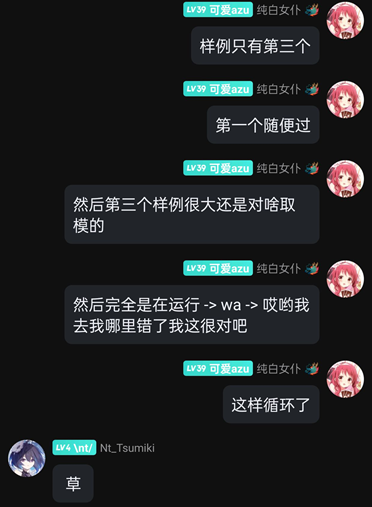 LV39 可爱azu 纯白女仆
样例只有第三个
LV39 可爱azu 纯白女仆
第一个随便过
LV39 可爱azu 纯白女仆
然后第三个样例很大还是对啥取
模的
LV39 可爱azu 纯白女仆
然后完全是在运行 -> wa -> 哎哟我
去我哪里错了我这很对吧
LV39 可爱azu 纯白女仆
这样循环了
LV4 \nt/ Nt_Tsumiki
草